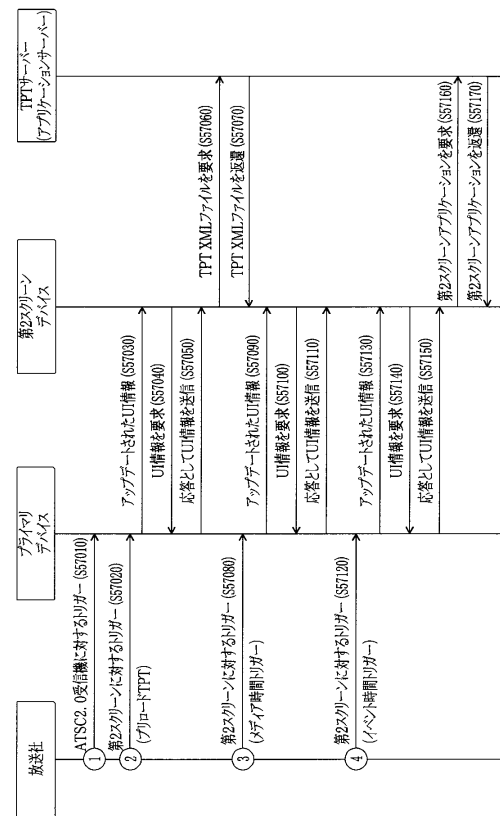 放送社
プライマリ
デバイス
第2スクリーン
デバイス
TPTサーバー
(アプリケーションサーバー)
1
ATSC2.0受信機に対するトリガー(S57010)
2
第2スクリーンに対するトリガー(S57020)
(プリロードTPT)
アップデートされたUI情報(S57030)
UI情報を要求(S57040)
応答としてUI情報を送信(S57050)
TPT XMLファイルを要求(S57060)
TPT XMLファイルを返還(S57070)
3
第2スクリーンに対するトリガー(S57080)
(メディア時間トリガー)
アップデートされたUI情報(S57090)
UI情報を要求(S57100)
応答としてUI情報を送信(S57110)
4
第2スクリーンに対するトリガー(S57120)
(イベント時間トリガー)
アップデートされたUI情報(S57130)
UI情報を要求(S57140)
応答としてUI情報を送信(S57150)
第2スクリーンアプリケーションを要求(S57160)
第2スクリーンアプリケーションを返還(S57170)